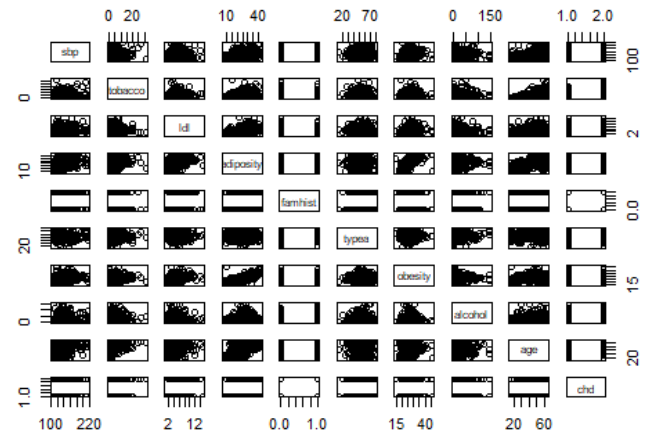 0 20
10 40
20 70
0 150
1.0 2.0
sbp
100
0
tobacco
ldl
2
10
adiposity
famhist
0.0
20
typea
obesity
15
0
alcohol
age
20
1.0
chd
100 220
2 12
0.0 1.0
15 40
20 60